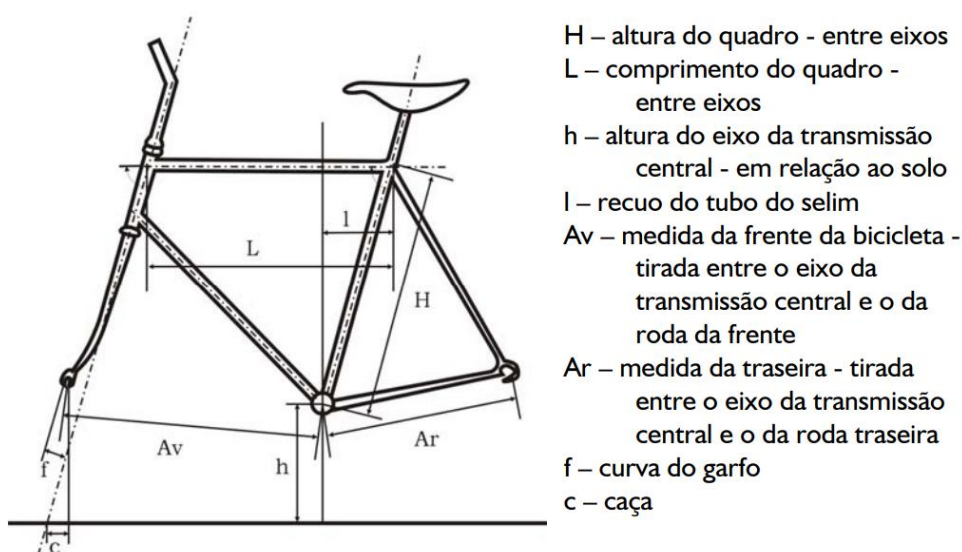 H – altura do quadro - entre eixos
L – comprimento do quadro -
entre eixos
h – altura do eixo da transmissão
central - em relação ao solo
l – recuo do tubo do selim
Av – medida da frente da bicicleta -
tirada entre o eixo da
transmissão central e o da
roda da frente
Ar – medida da traseira - tirada
entre o eixo da transmissão
central e o da roda traseira
f – curva do garfo
c – caça
l
L
H
Av
Ar
h
f
c